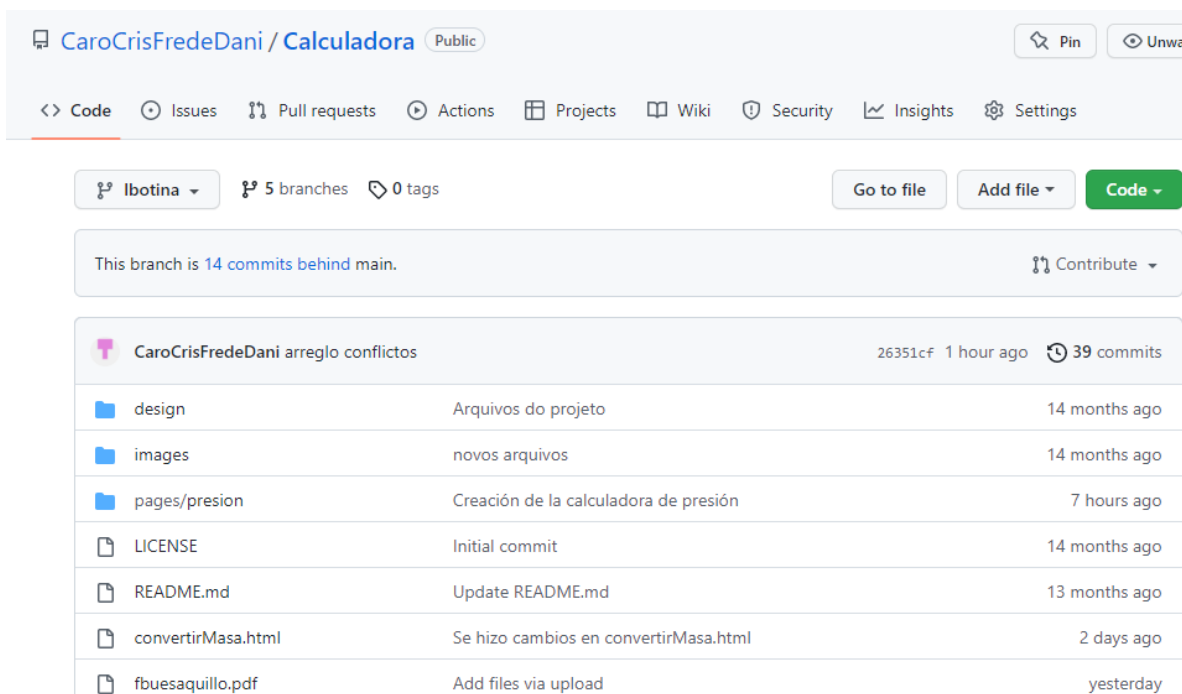 CaroCrisFredeDani / Calculadora Public Pin Unwa
Code Issues Pull requests Actions Projects Wiki Security Insights Settings
lbotina 5 branches 0 tags Go to file Add file Code
This branch is 14 commits behind main. Contribute
CaroCrisFredeDani arreglo conflictos 26351cf 1 hour ago 39 commits
design Arquivos do projeto 14 months ago
images novos arquivos 14 months ago
pages/presion Creación de la calculadora de presión 7 hours ago
LICENSE Initial commit 14 months ago
README.md Update README.md 13 months ago
convertirMasa.html Se hizo cambios en convertirMasa.html 2 days ago
fbuesaquillo.pdf Add files via upload yesterday